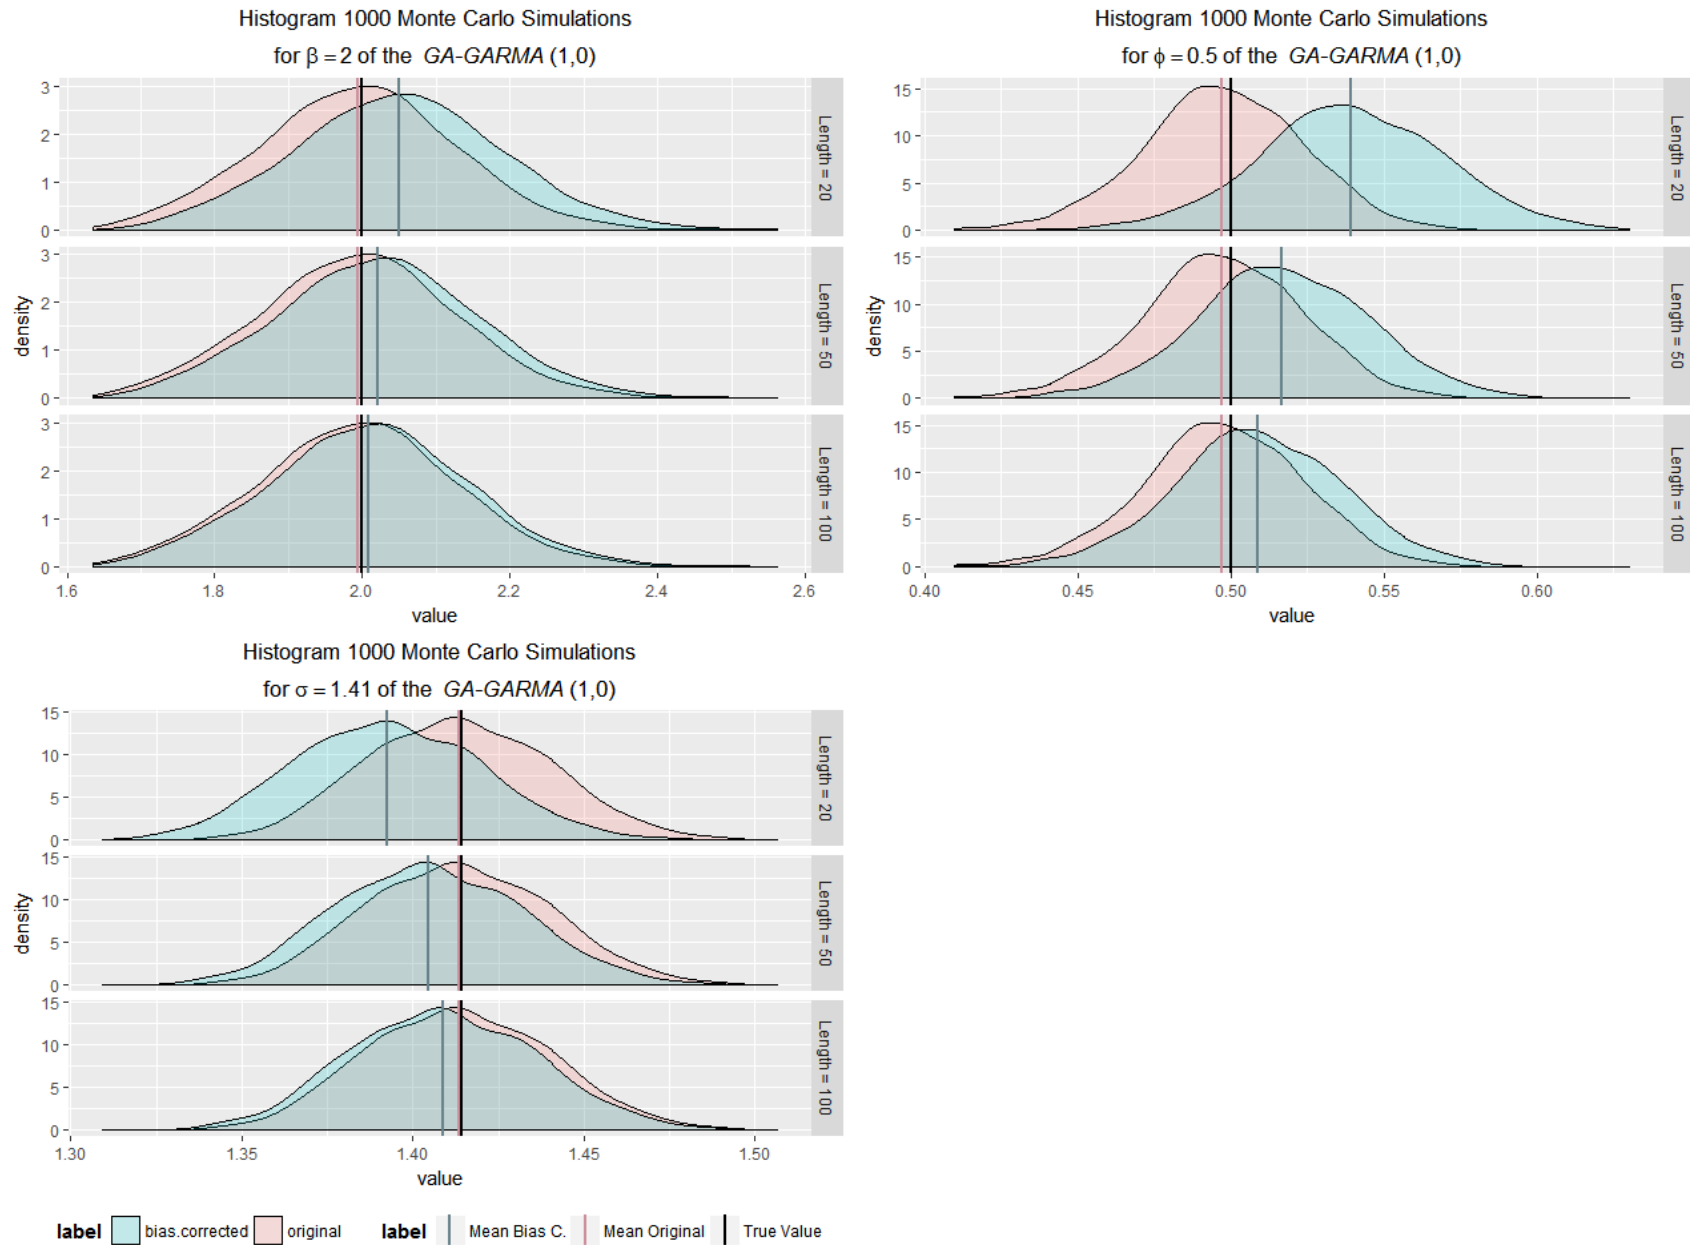 Histogram 1000 Monte Carlo Simulations
for β = 2 of the GA-GARMA (1,0)
3
2
1
0
Length = 20
3
2
1
0
Length = 50
3
2
1
0
Length = 100
density
1.6
1.8
2.0
2.2
2.4
2.6
value
Histogram 1000 Monte Carlo Simulations
for ϕ = 0.5 of the GA-GARMA (1,0)
15
10
5
0
Length = 20
15
10
5
0
Length = 50
15
10
5
0
Length = 100
density
0.40
0.45
0.50
0.55
0.60
value
Histogram 1000 Monte Carlo Simulations
for σ = 1.41 of the GA-GARMA (1,0)
15
10
5
0
Length = 20
15
10
5
0
Length = 50
15
10
5
0
Length = 100
density
1.30
1.35
1.40
1.45
1.50
value
label bias.corrected original label Mean Bias C. Mean Original True Value